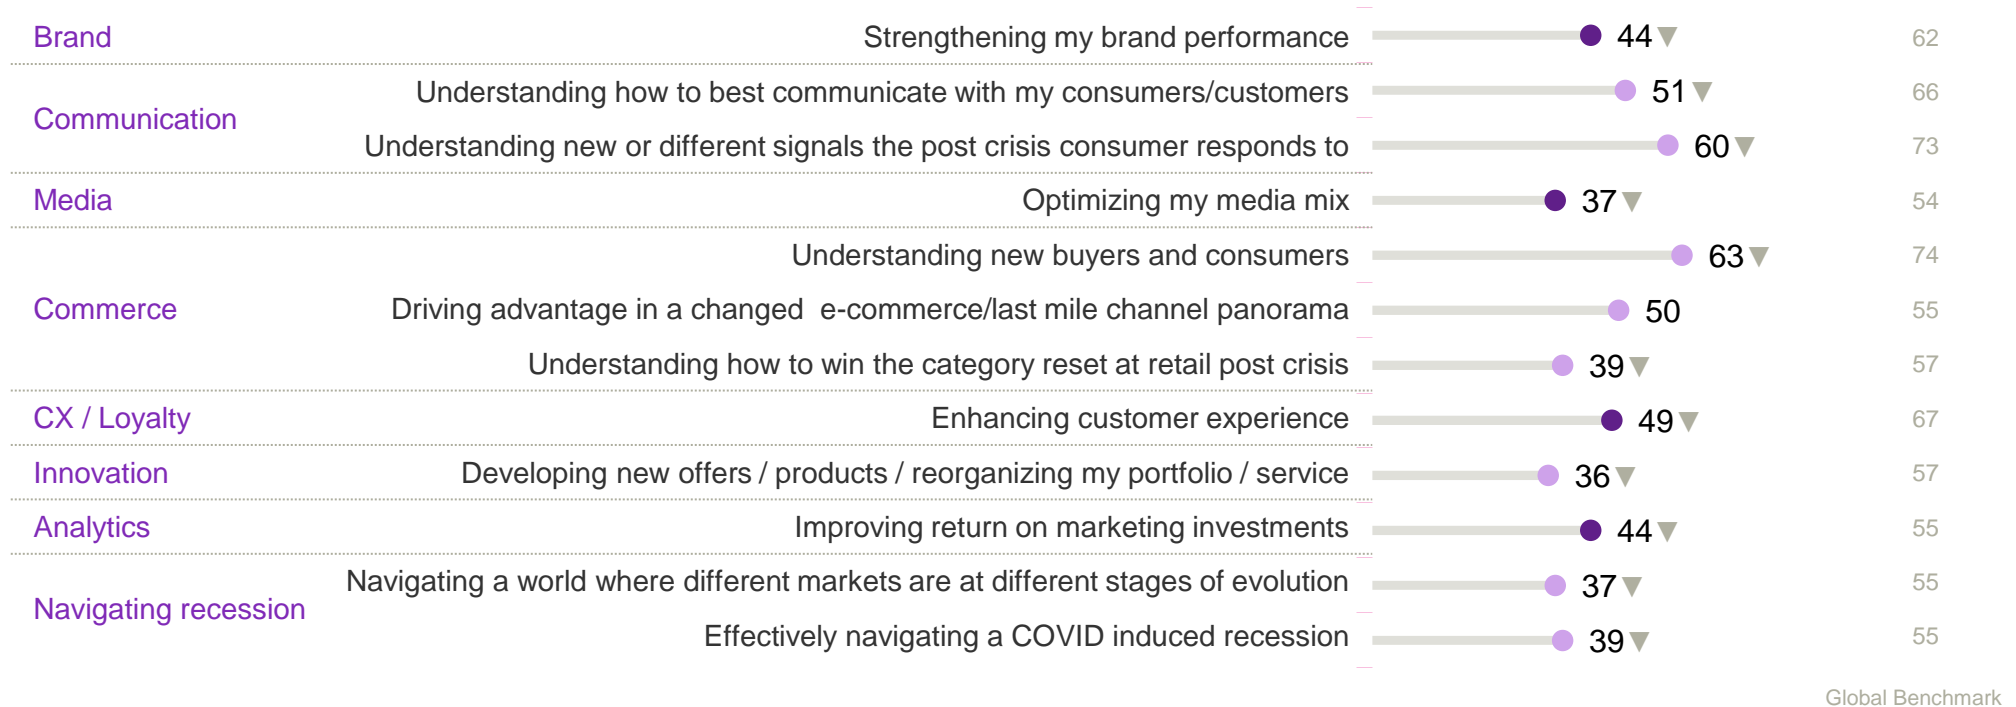 Brand
Strengthening my brand performance
44
62
Communication
Understanding how to best communicate with my consumers/customers
51
66
Understanding new or different signals the post crisis consumer responds to
60
73
Media
Optimizing my media mix
37
54
Commerce
Understanding new buyers and consumers
63
74
Driving advantage in a changed e-commerce/last mile channel panorama
50
55
Understanding how to win the category reset at retail post crisis
39
57
CX / Loyalty
Enhancing customer experience
49
67
Innovation
Developing new offers / products / reorganizing my portfolio / service
36
57
Analytics
Improving return on marketing investments
44
55
Navigating recession
Navigating a world where different markets are at different stages of evolution
37
55
Effectively navigating a COVID induced recession
39
55
Global Benchmark